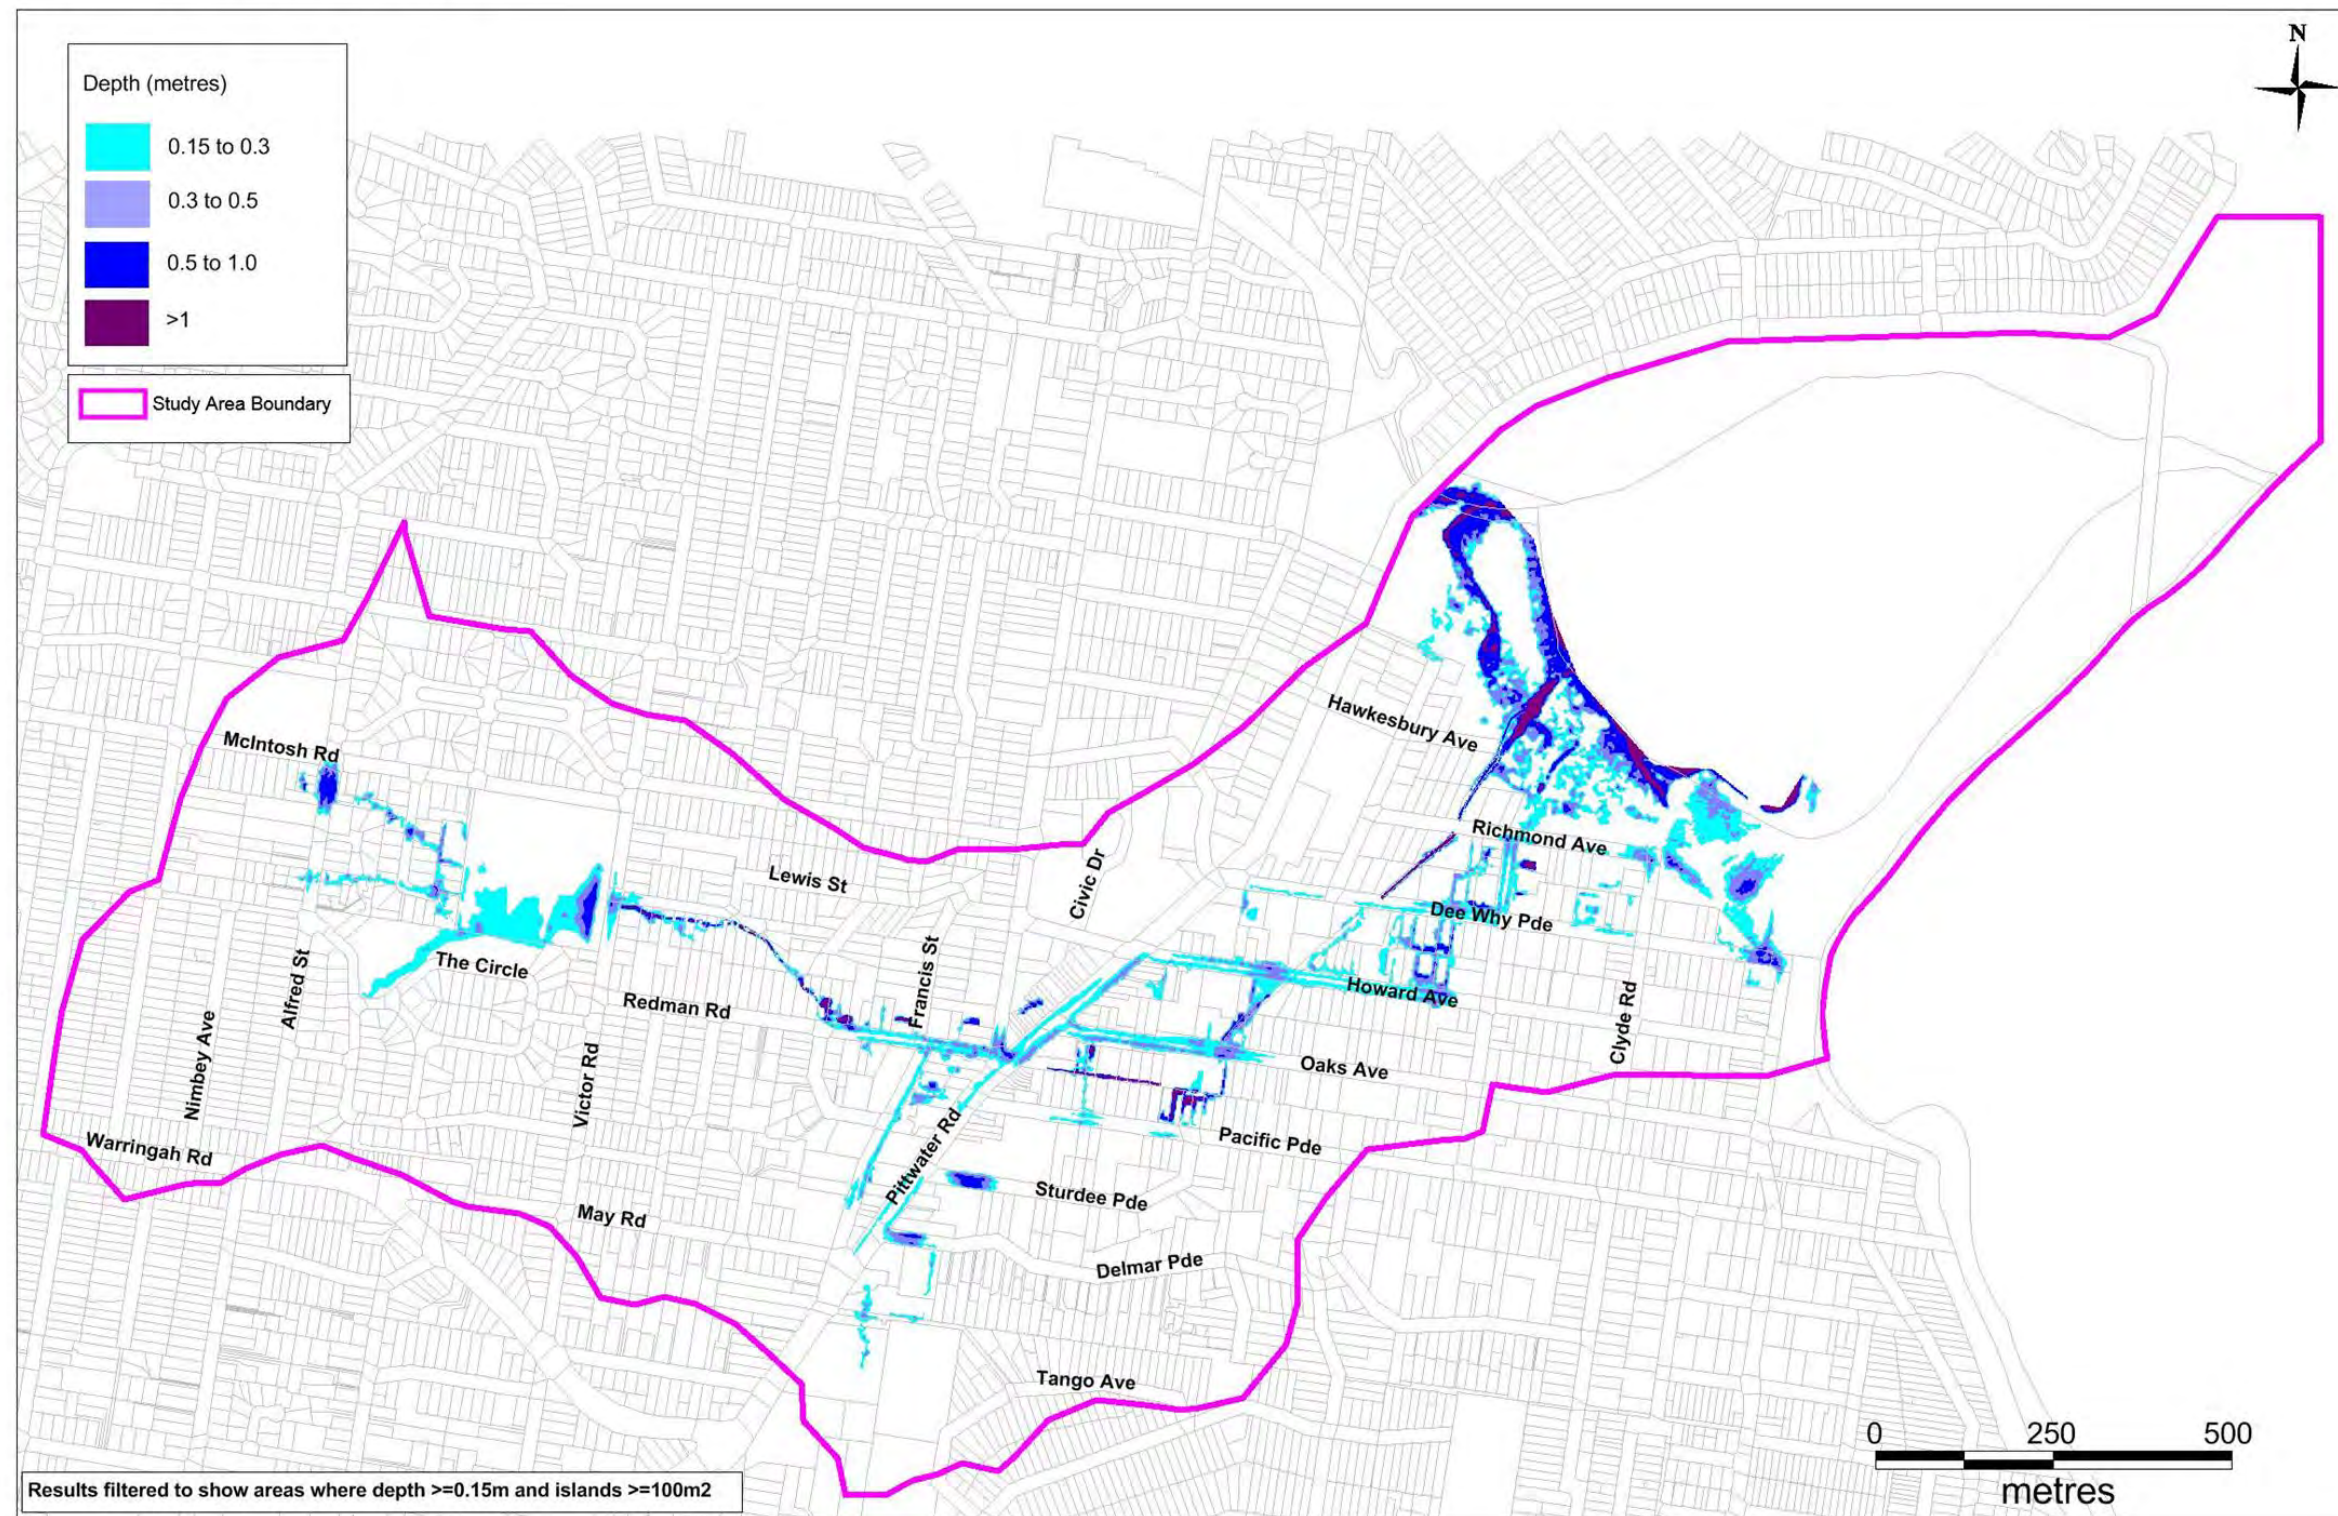 N
Depth (metres)
0.15 to 0.3
0.3 to 0.5
0.5 to 1.0
>1
Study Area Boundary
Hawkesbury Ave
McIntosh Rd
Richmond Ave
Lewis St
Civic Dr
Dee Why Pde
The Circle
Francis St
Alfred St
Howard Ave
Redman Rd
Clyde Rd
Nimbey Ave
Victor Rd
Oaks Ave
Pittwater Rd
Pacific Pde
Warringah Rd
Sturdee Pde
May Rd
Delmar Pde
Tango Ave
0 250 500
metres
Results filtered to show areas where depth >=0.15m and islands >=100m2